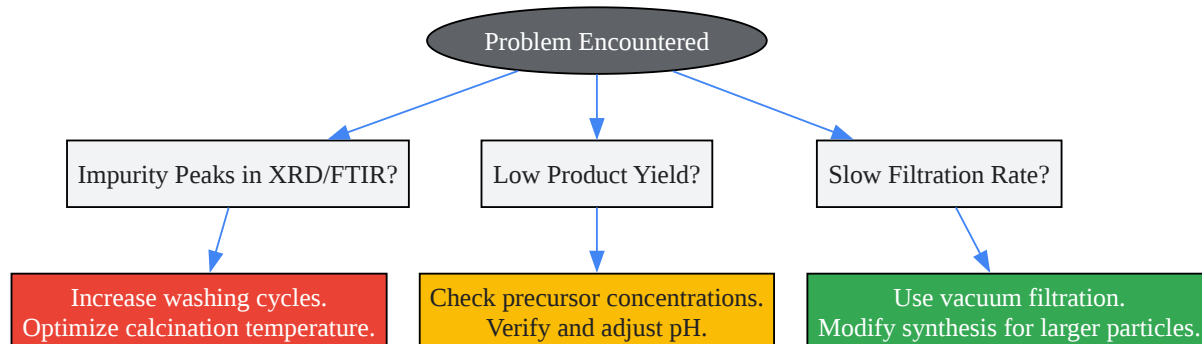 Problem Encountered
Impurity Peaks in XRD/FTIR?
Low Product Yield?
Slow Filtration Rate?
Increase washing cycles.
Optimize calcination temperature.
Check precursor concentrations.
Verify and adjust pH.
Use vacuum filtration.
Modify synthesis for larger particles.